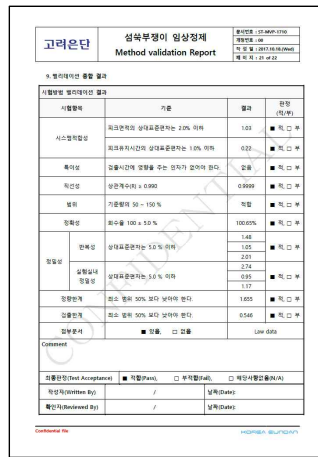 고려은단
섬쑥부쟁이 임상정제
Method validation Report
문서번호 : ST-MVP-1710
개정번호 : 00
작 성 일 : 2017.10.18.(Wed)
페 이 지 : 21 of 22
9. 밸리데이션 종합 결과
시험방법 밸리데이션 결과
시험항목 기준 결과 판정 (적/부)
시스템적합성 피크면적의 상대표준편차는 2.0% 이하 1.03 ■ 적, □ 부
피크유지시간의 상대표준편차는 1.0% 이하 0.22 ■ 적, □ 부
특이성 검출시간에 영향을 주는 인자가 없어야 한다. 없음 ■ 적, □ 부
직선성 상관계수(R) ≥ 0.990 0.9999 ■ 적, □ 부
범위 기준량의 50 ~ 150 % 적합 ■ 적, □ 부
정확성 회수율 100 ± 5.0 % 100.65% ■ 적, □ 부
정밀성 반복성 상대표준편차는 5.0 % 이하 1.46 1.05 2.01 ■ 적, □ 부
실험실내 정밀성 상대표준편차는 5.0 % 이하 2.74 0.95 1.17 ■ 적, □ 부
정량한계 최소 범위 50% 보다 낮아야 한다. 1.655 ■ 적, □ 부
검출한계 최소 범위 50% 보다 낮아야 한다. 0.546 ■ 적, □ 부
첨부문서 ■ 있음, □ 없음 Law data
Comment
최종판정(Test Acceptance) ■ 적합(Pass), □ 부적합(Fail), □ 해당사항없음(N/A)
작성자(Written By) / 날짜(Date):
확인자(Reviewed By) / 날짜(Date):
CONFIDENTIAL
Confidential file
KOREA EUNDAN